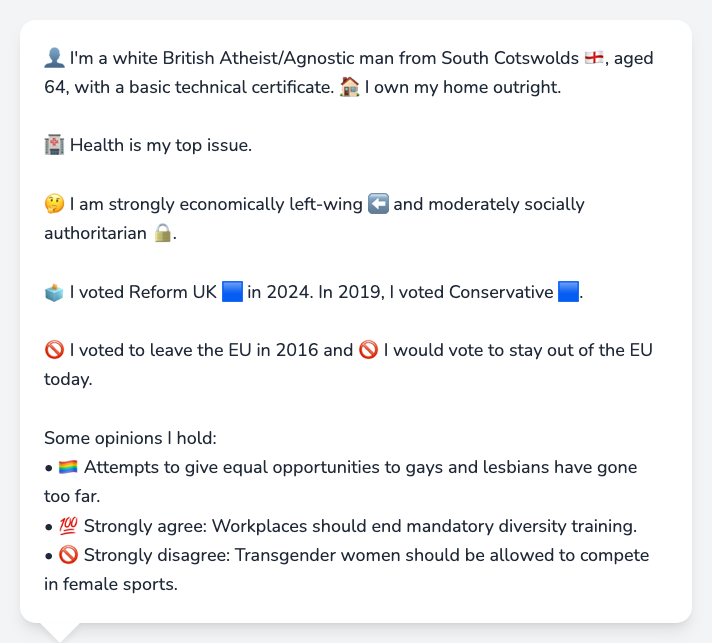 👤 I'm a white British Atheist/Agnostic man from South Cotswolds 🏴󠁧󠁢󠁥󠁮󠁧󠁿, aged
64, with a basic technical certificate. 🏠 I own my home outright.
🏥 Health is my top issue.
🤔 I am strongly economically left-wing ⬅️ and moderately socially
authoritarian 🔒.
🗳️ I voted Reform UK 🟦 in 2024. In 2019, I voted Conservative 🟦.
🚫 I voted to leave the EU in 2016 and 🚫 I would vote to stay out of the EU
today.
Some opinions I hold:
• 🏳️‍🌈 Attempts to give equal opportunities to gays and lesbians have gone
too far.
• 💯 Strongly agree: Workplaces should end mandatory diversity training.
• 🚫 Strongly disagree: Transgender women should be allowed to compete
in female sports.